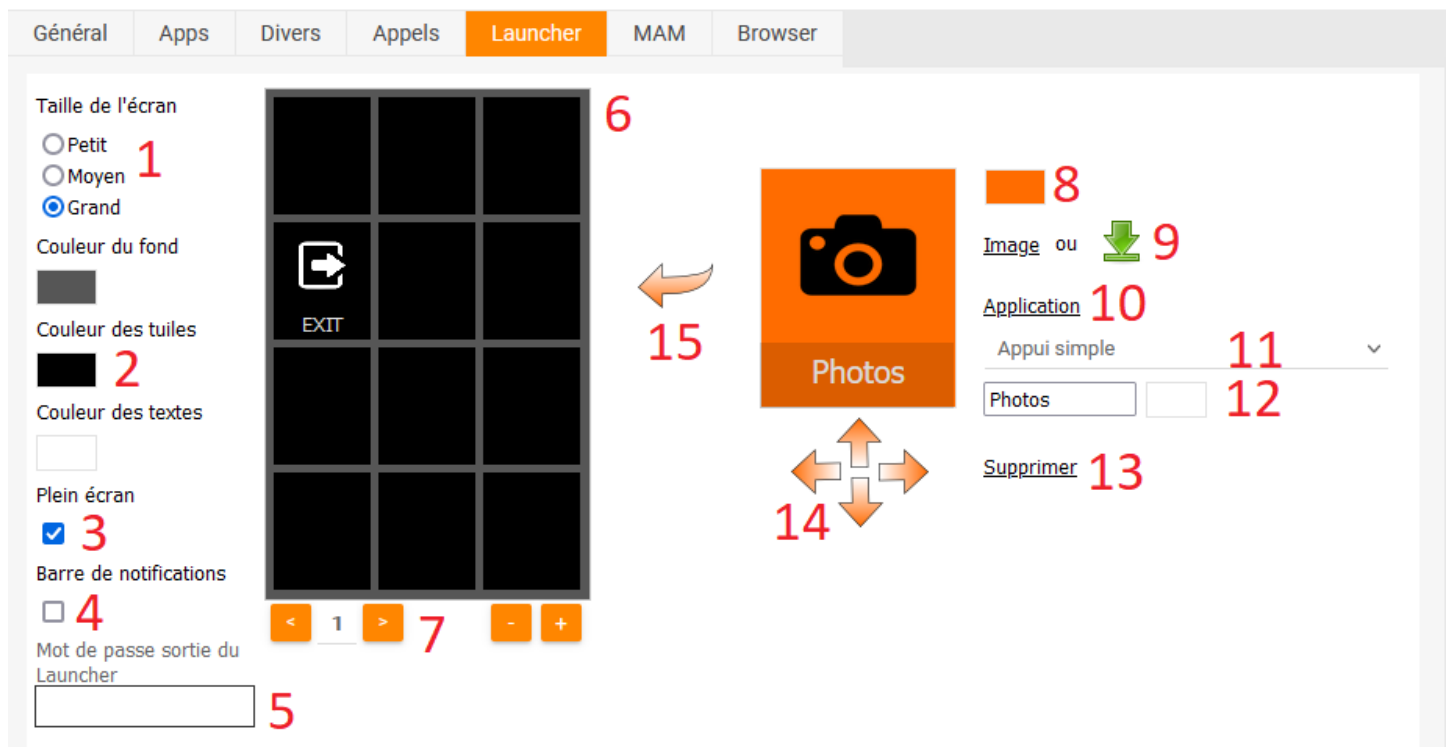 Général Apps Divers Appels Launcher MAM Browser
Taille de l'écran
Petit
1
Moyen
Grand
Couleur du fond
Couleur des tuiles
2
Couleur des textes
Plein écran
3
Barre de notifications
4
Mot de passe sortie du
Launcher
5
6
EXIT
< 1 > 7 - +
15
Photos
14
8
Image ou 9
Application 10
Appui simple 11
Photos 12
Supprimer 13